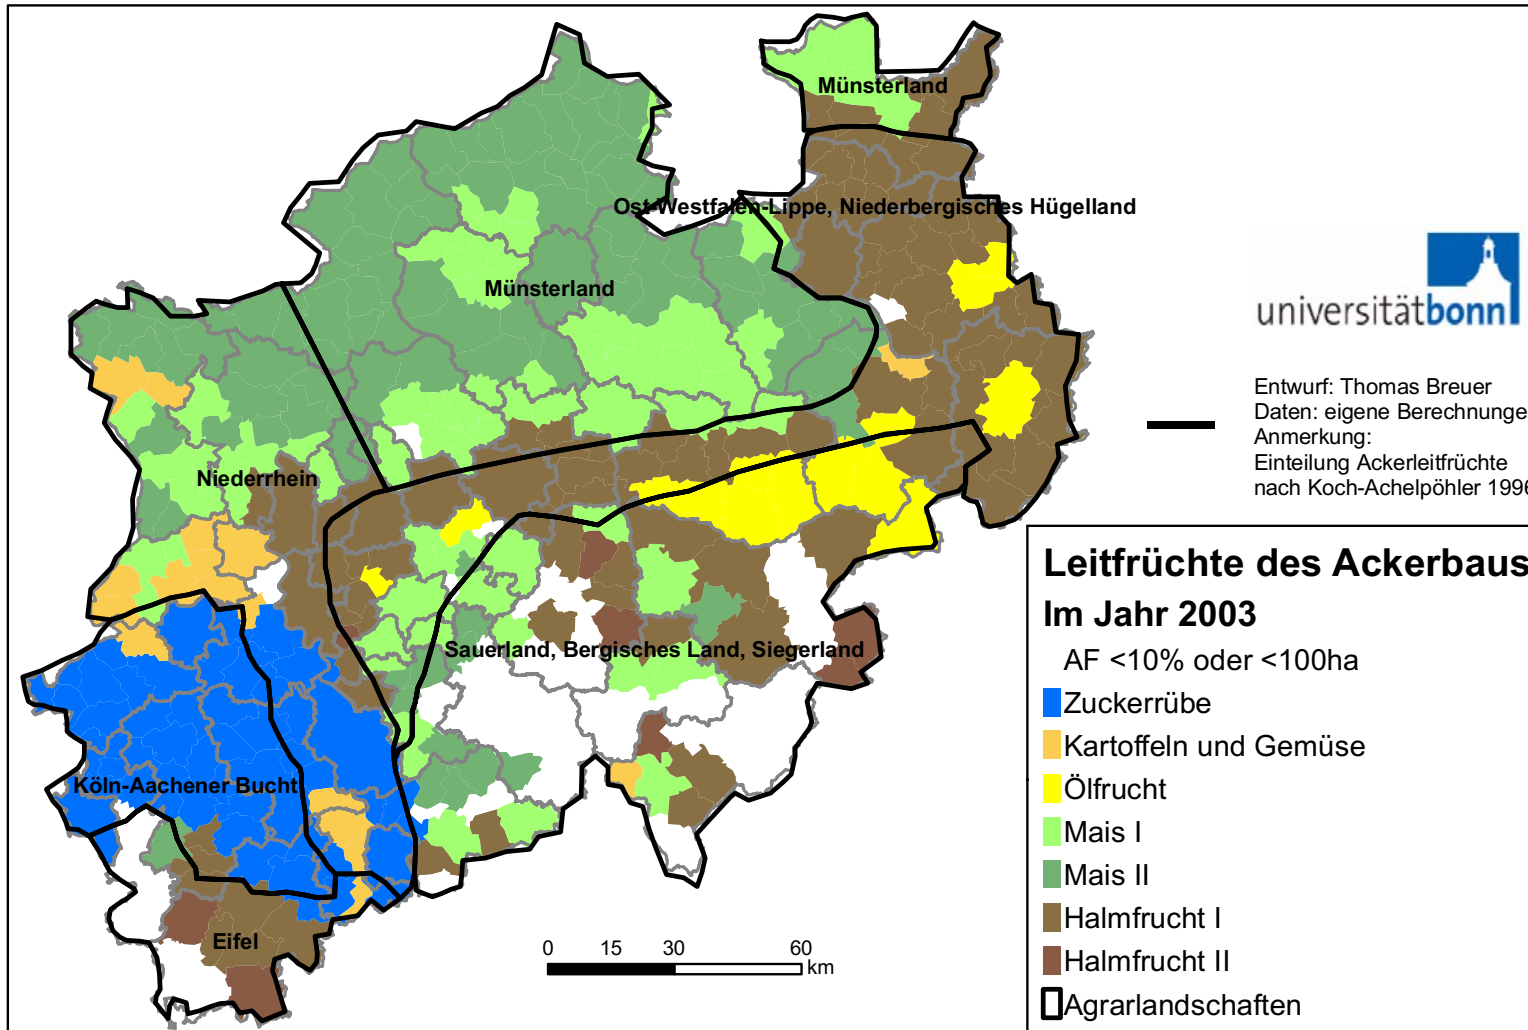 Münsterland
Ost-Westfalen-Lippe, Niederbergisches Hügelland
Münsterland
Niederrhein
Sauerland, Bergisches Land, Siegerland
Köln-Aachener Bucht
Eifel
0 15 30 60
km
universitätbonn
Entwurf: Thomas Breuer
Daten: eigene Berechnunge
Anmerkung:
Einteilung Ackerleitfrüchte
nach Koch-Achelpöhler 1996
Leitfrüchte des Ackerbaus
Im Jahr 2003
AF <10% oder <100ha
Zuckerrübe
Kartoffeln und Gemüse
Ölfrucht
Mais I
Mais II
Halmfrucht I
Halmfrucht II
Agrarlandschaften